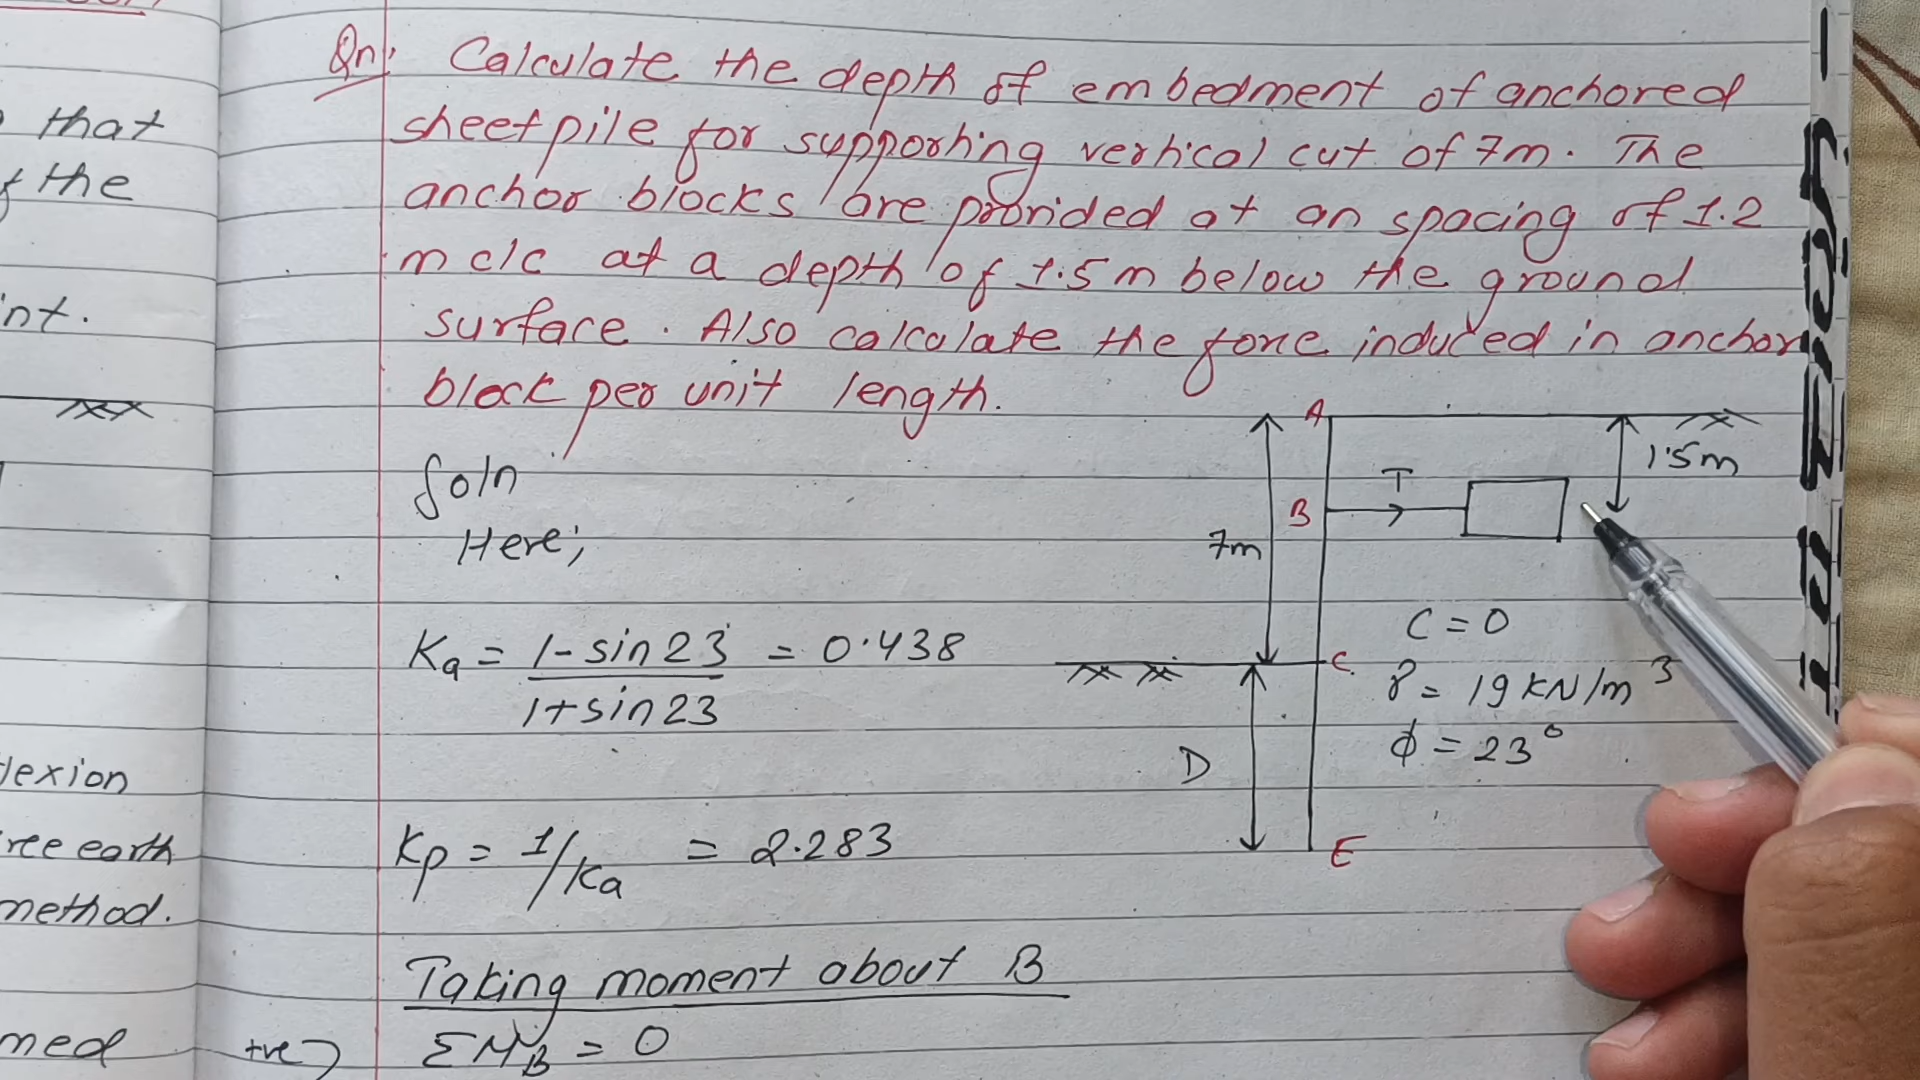 that
the
int.
lexion
ree earth
method.
med
Qn: Calculate the depth of embedment of anchored
sheetpile for supporting vertical cut of 7m. The
anchor blocks are provided at an spacing of 1.2
m c/c at a depth of 1.5m below the ground
surface. Also calculate the force induced in anchor
block per unit length.
Soln
Here;
A
1.5m
T
B
7m
C
C = 0
γ = 19 KN/m³
ϕ = 23°
D
E
Ka = 1-sin23 / 1+sin23 = 0.438
Kp = 1/Ka = 2.283
Taking moment about B
+ve ΣMB = 0